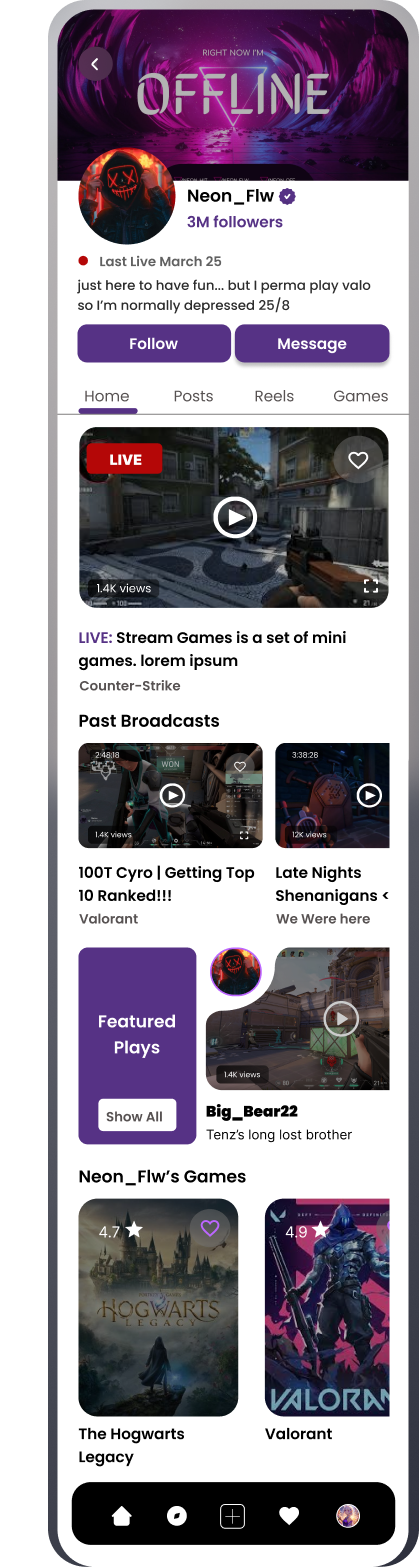 RIGHT NOW I'M
OFFLINE
Neon_Flw
3M followers
Last Live March 25
just here to have fun... but I perma play valo
so I'm normally depressed 25/8
Follow
Message
Home
Posts
Reels
Games
LIVE
1.4K views
LIVE: Stream Games is a set of mini
games. lorem ipsum
Counter-Strike
Past Broadcasts
2:48:18
WON
1.4K views
3:38:26
12K views
100T Cyro | Getting Top
10 Ranked!!!
Valorant
Late Nights
Shenanigans <
We Were here
Featured
Plays
Show All
1.4K views
Big_Bear22
Tenz's long lost brother
Neon_Flw's Games
4.7
HOGWARTS
LEGACY
4.9
VALORAN
The Hogwarts
Legacy
Valorant